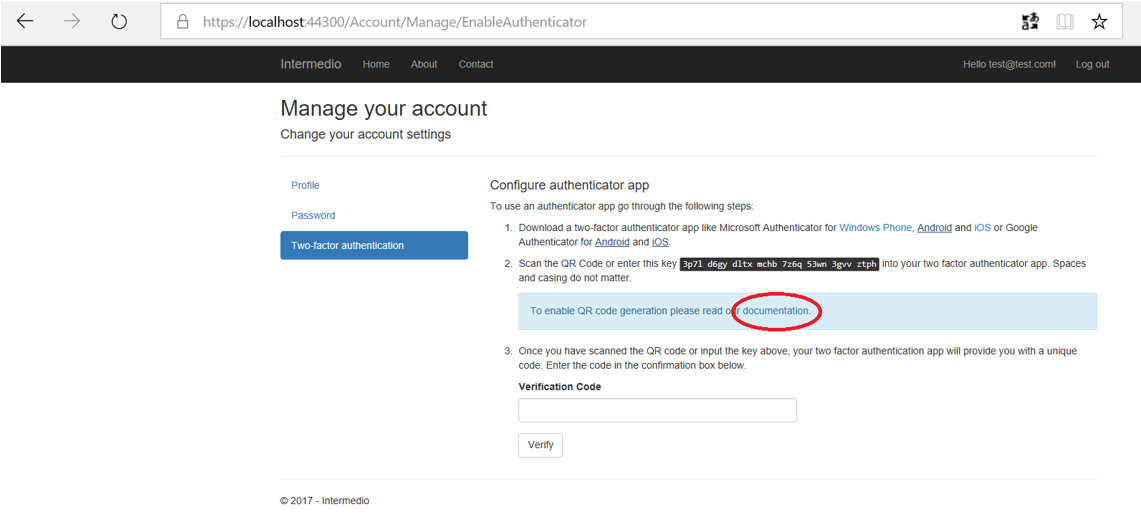 https://localhost:44300/Account/Manage/EnableAuthenticator
Intermedio Home About Contact Hello test@test.com! Log out
Manage your account
Change your account settings
Profile
Password
Two-factor authentication
Configure authenticator app
To use an authenticator app go through the following steps:
1. Download a two-factor authenticator app like Microsoft Authenticator for Windows Phone, Android and iOS or Google
Authenticator for Android and iOS.
2. Scan the QR Code or enter this key 3p7l d6gy dltx mchb 7z6q 53wn 3gvv ztph into your two factor authenticator app. Spaces
and casing do not matter.
To enable QR code generation please read our documentation.
3. Once you have scanned the QR code or input the key above, your two factor authentication app will provide you with a unique
code. Enter the code in the confirmation box below.
Verification Code
Verify
© 2017 - Intermedio